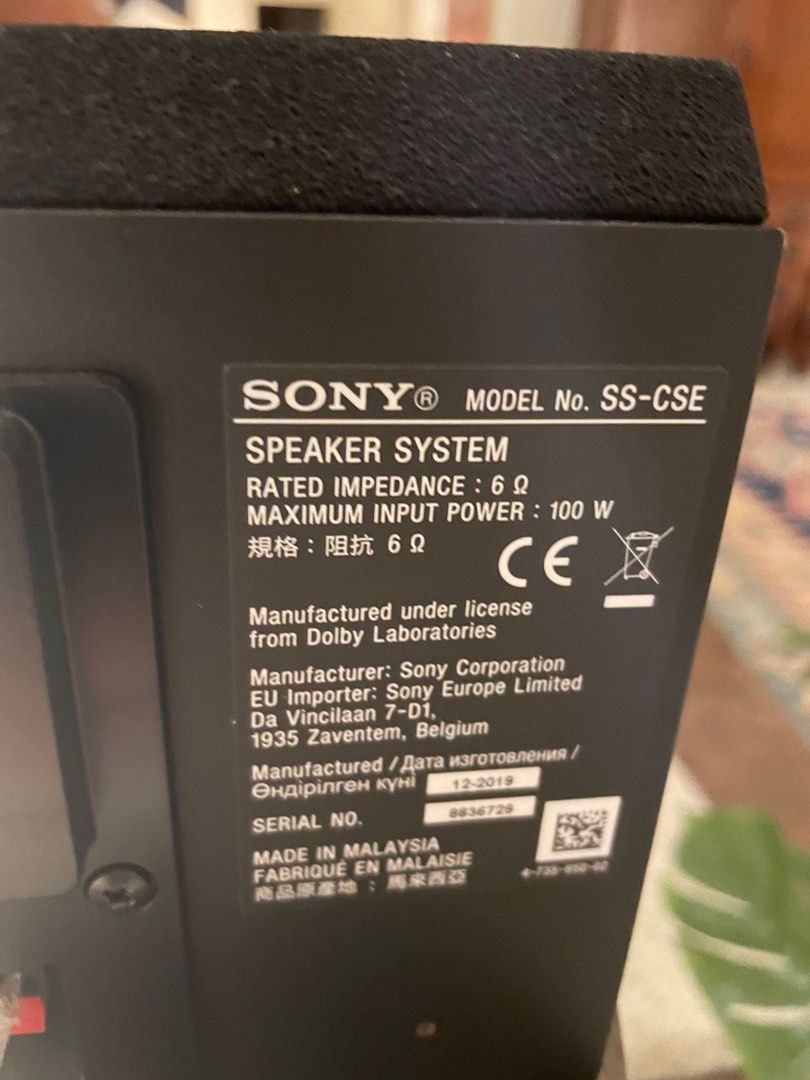 SONY® MODEL No. SS-CSE
SPEAKER SYSTEM
RATED IMPEDANCE : 6 Ω
MAXIMUM INPUT POWER : 100 W
規格：阻抗 6 Ω
CE
Manufactured under license
from Dolby Laboratories
Manufacturer: Sony Corporation
EU Importer: Sony Europe Limited
Da Vincilaan 7-D1,
1935 Zaventem, Belgium
Manufactured / Дата изготовления /
Өндірілген күні 12-2019
SERIAL NO. 8836729
MADE IN MALAYSIA
FABRIQUÉ EN MALAISIE
商品原產地：馬來西亞